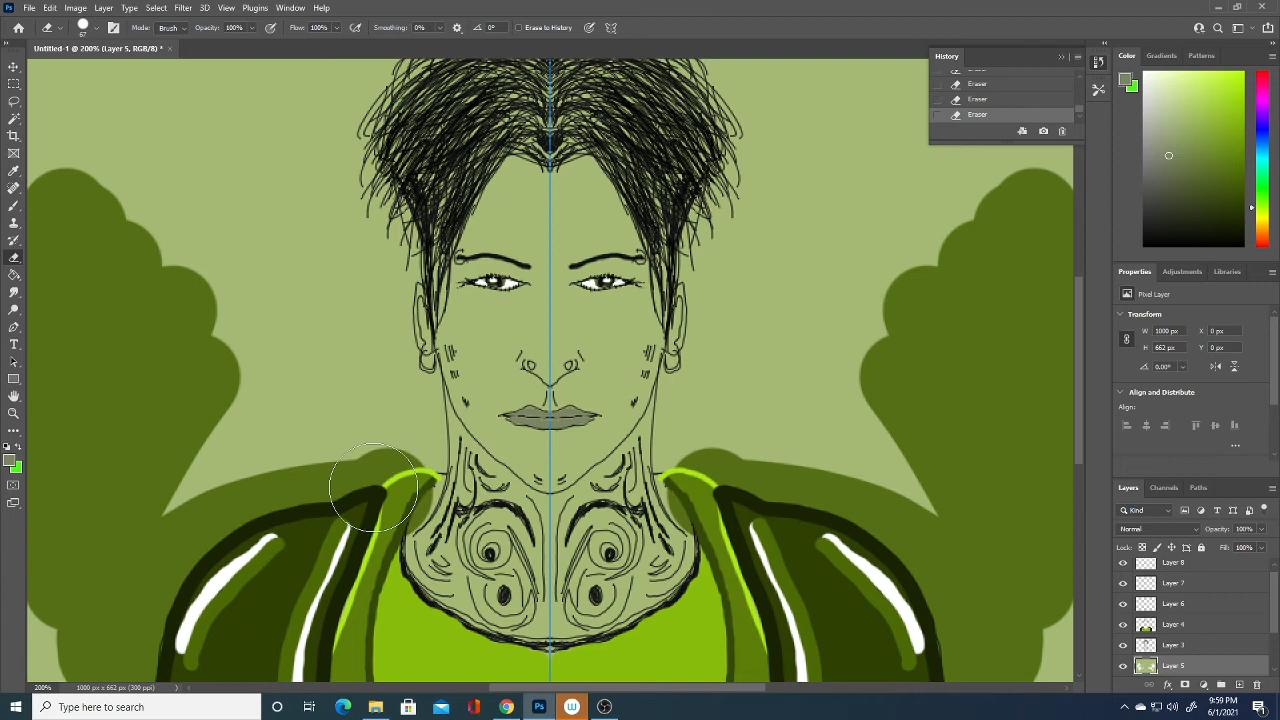 File Edit Image Layer Type Select Filter 3D View Plugins Window Help
67 Mode: Brush Opacity: 100% Flow: 100% Smoothing: 0% 0° Erase to History
Untitled-1 @ 200% (Layer 5, RGB/8) * ×
History
Eraser
Eraser
Eraser
Color Gradients Patterns
Properties Adjustments Libraries
Pixel Layer
Transform
W 1000 px X 0 px
H 662 px Y 0 px
0.00°
Align and Distribute
Align:
Layers Channels Paths
Kind
Normal Opacity: 100%
Lock: Fill: 100%
Layer 8
Layer 7
Layer 6
Layer 4
Layer 3
Layer 5
200% 1000 px x 662 px (300 ppi)
Type here to search
Ps
W
9:59 PM
6/1/2021